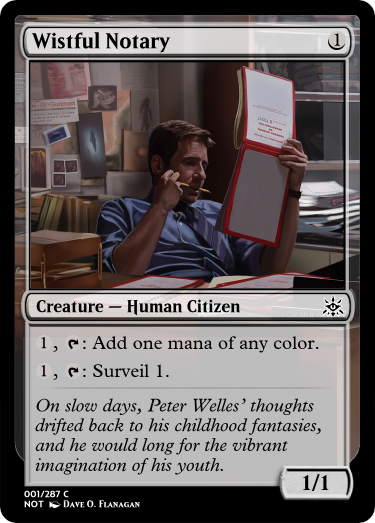 Wistful Notary 1
Creature — Human Citizen
1, : Add one mana of any color.
1, : Surveil 1.
On slow days, Peter Welles' thoughts
drifted back to his childhood fantasies,
and he would long for the vibrant
imagination of his youth.
1/1
001/287 C
NOT Dave O. Flanagan